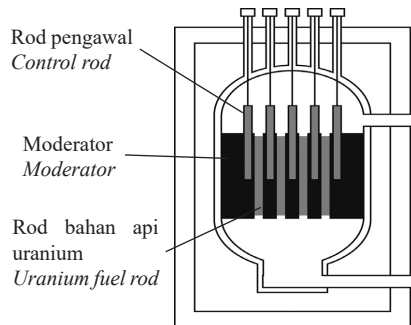 Rod pengawal
Control rod
Moderator
Moderator
Rod bahan api
uranium
Uranium fuel rod